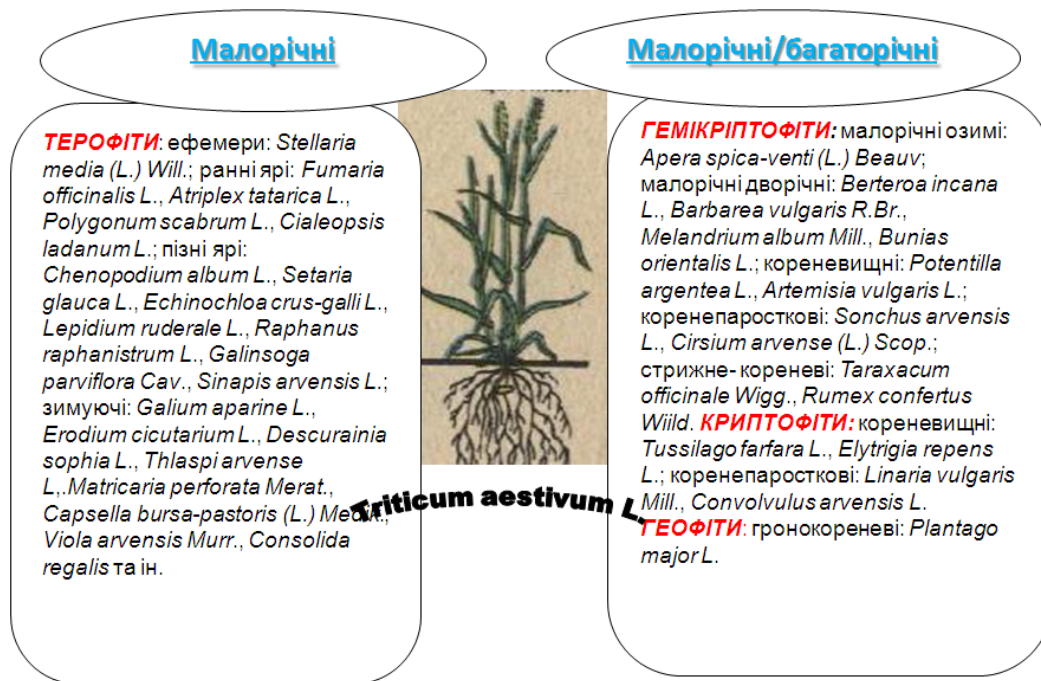 Малорічні
ТЕРОФІТИ: ефемери: Stellaria
media (L.) Will.; ранні ярі: Fumaria
officinalis L., Atriplex tatarica L.,
Polygonum scabrum L., Cialeopsis
ladanum L.; пізні ярі:
Chenopodium album L., Setaria
glauca L., Echinochloa crus-galli L.,
Lepidium ruderale L., Raphanus
raphanistrum L., Galinsoga
parviflora Cav., Sinapis arvensis L.;
зимуючі: Galium aparine L.,
Erodium cicutarium L., Descurainia
sophia L., Thlaspi arvense
L,.Matricaria perforata Merat.,
Capsella bursa-pastoris (L.) Medik.,
Viola arvensis Murr., Consolida
regalis та ін.
Triticum aestivum L.
Малорічні/багаторічні
ГЕМІКРІПТОФІТИ: малорічні озимі:
Apera spica-venti (L.) Beauv;
малорічні дворічні: Berteroa incana
L., Barbarea vulgaris R.Br.,
Melandrium album Mill., Bunias
orientalis L.; кореневищні: Potentilla
argentea L., Artemisia vulgaris L.;
коренепаросткові: Sonchus arvensis
L., Cirsium arvense (L.) Scop.;
стрижне- кореневі: Taraxacum
officinale Wigg., Rumex confertus
Wiild. КРИПТОФІТИ: кореневищні:
Tussilago farfara L., Elytrigia repens
L.; коренепаросткові: Linaria vulgaris
Mill., Convolvulus arvensis L.
ГЕОФІТИ: гронокореневі: Plantago
major L.